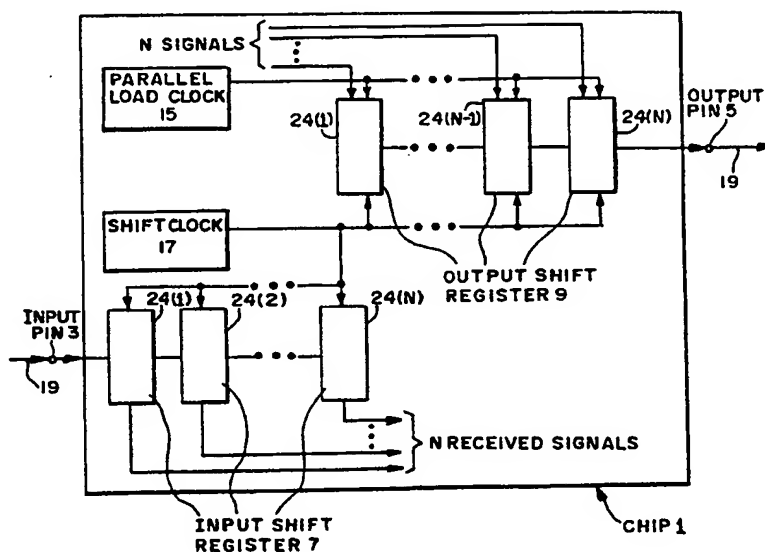 N SIGNALS
PARALLEL
LOAD CLOCK
15
24(1)
24(N-1)
24(N)
OUTPUT
PIN 5
19
SHIFT CLOCK
17
OUTPUT SHIFT
REGISTER 9
24(1)
24(2)
24(N)
INPUT
PIN 3
19
N RECEIVED SIGNALS
INPUT SHIFT
REGISTER 7
CHIP 1